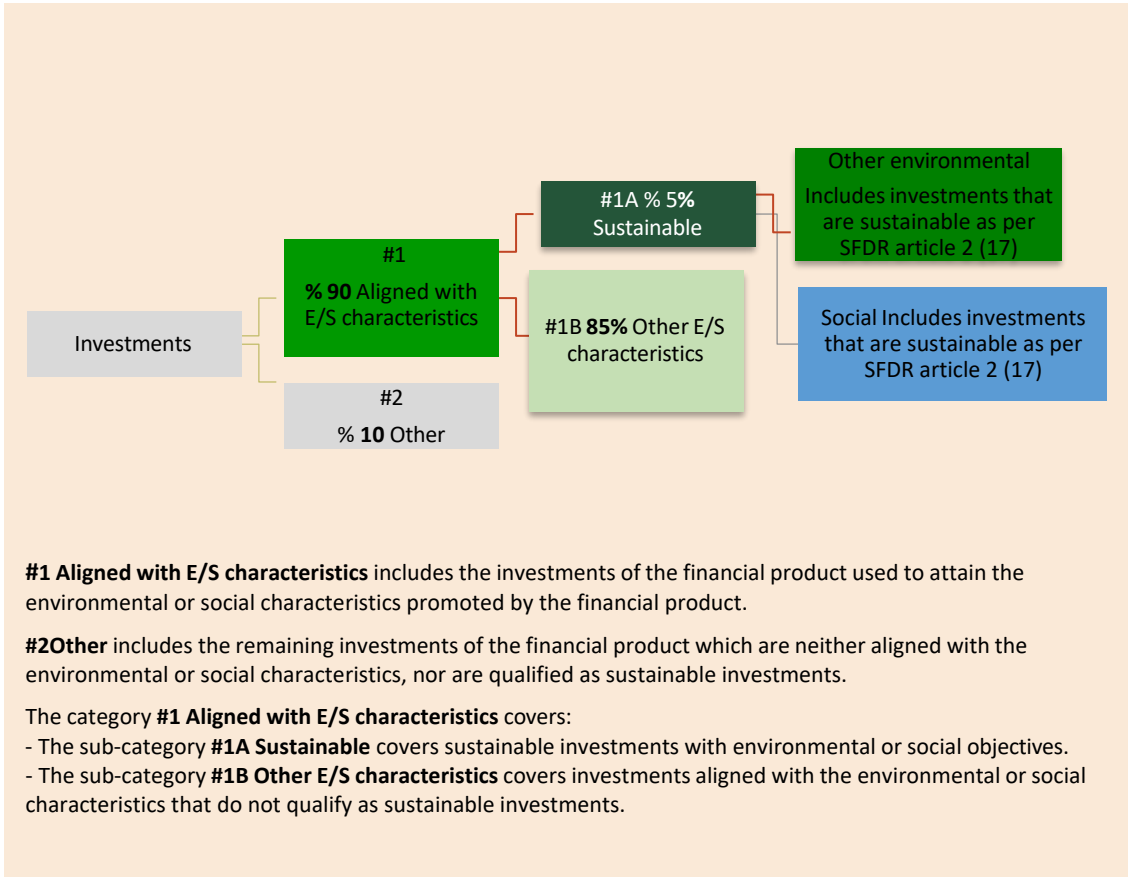 Investments
#1
% 90 Aligned with
E/S characteristics
#2
% 10 Other
#1A % 5%
Sustainable
#1B 85% Other E/S
characteristics
Other environmental
Includes investments that
are sustainable as per
SFDR article 2 (17)
Social Includes investments
that are sustainable as per
SFDR article 2 (17)
#1 Aligned with E/S characteristics includes the investments of the financial product used to attain the
environmental or social characteristics promoted by the financial product.
#2Other includes the remaining investments of the financial product which are neither aligned with the
environmental or social characteristics, nor are qualified as sustainable investments.
The category #1 Aligned with E/S characteristics covers:
- The sub-category #1A Sustainable covers sustainable investments with environmental or social objectives.
- The sub-category #1B Other E/S characteristics covers investments aligned with the environmental or social
characteristics that do not qualify as sustainable investments.